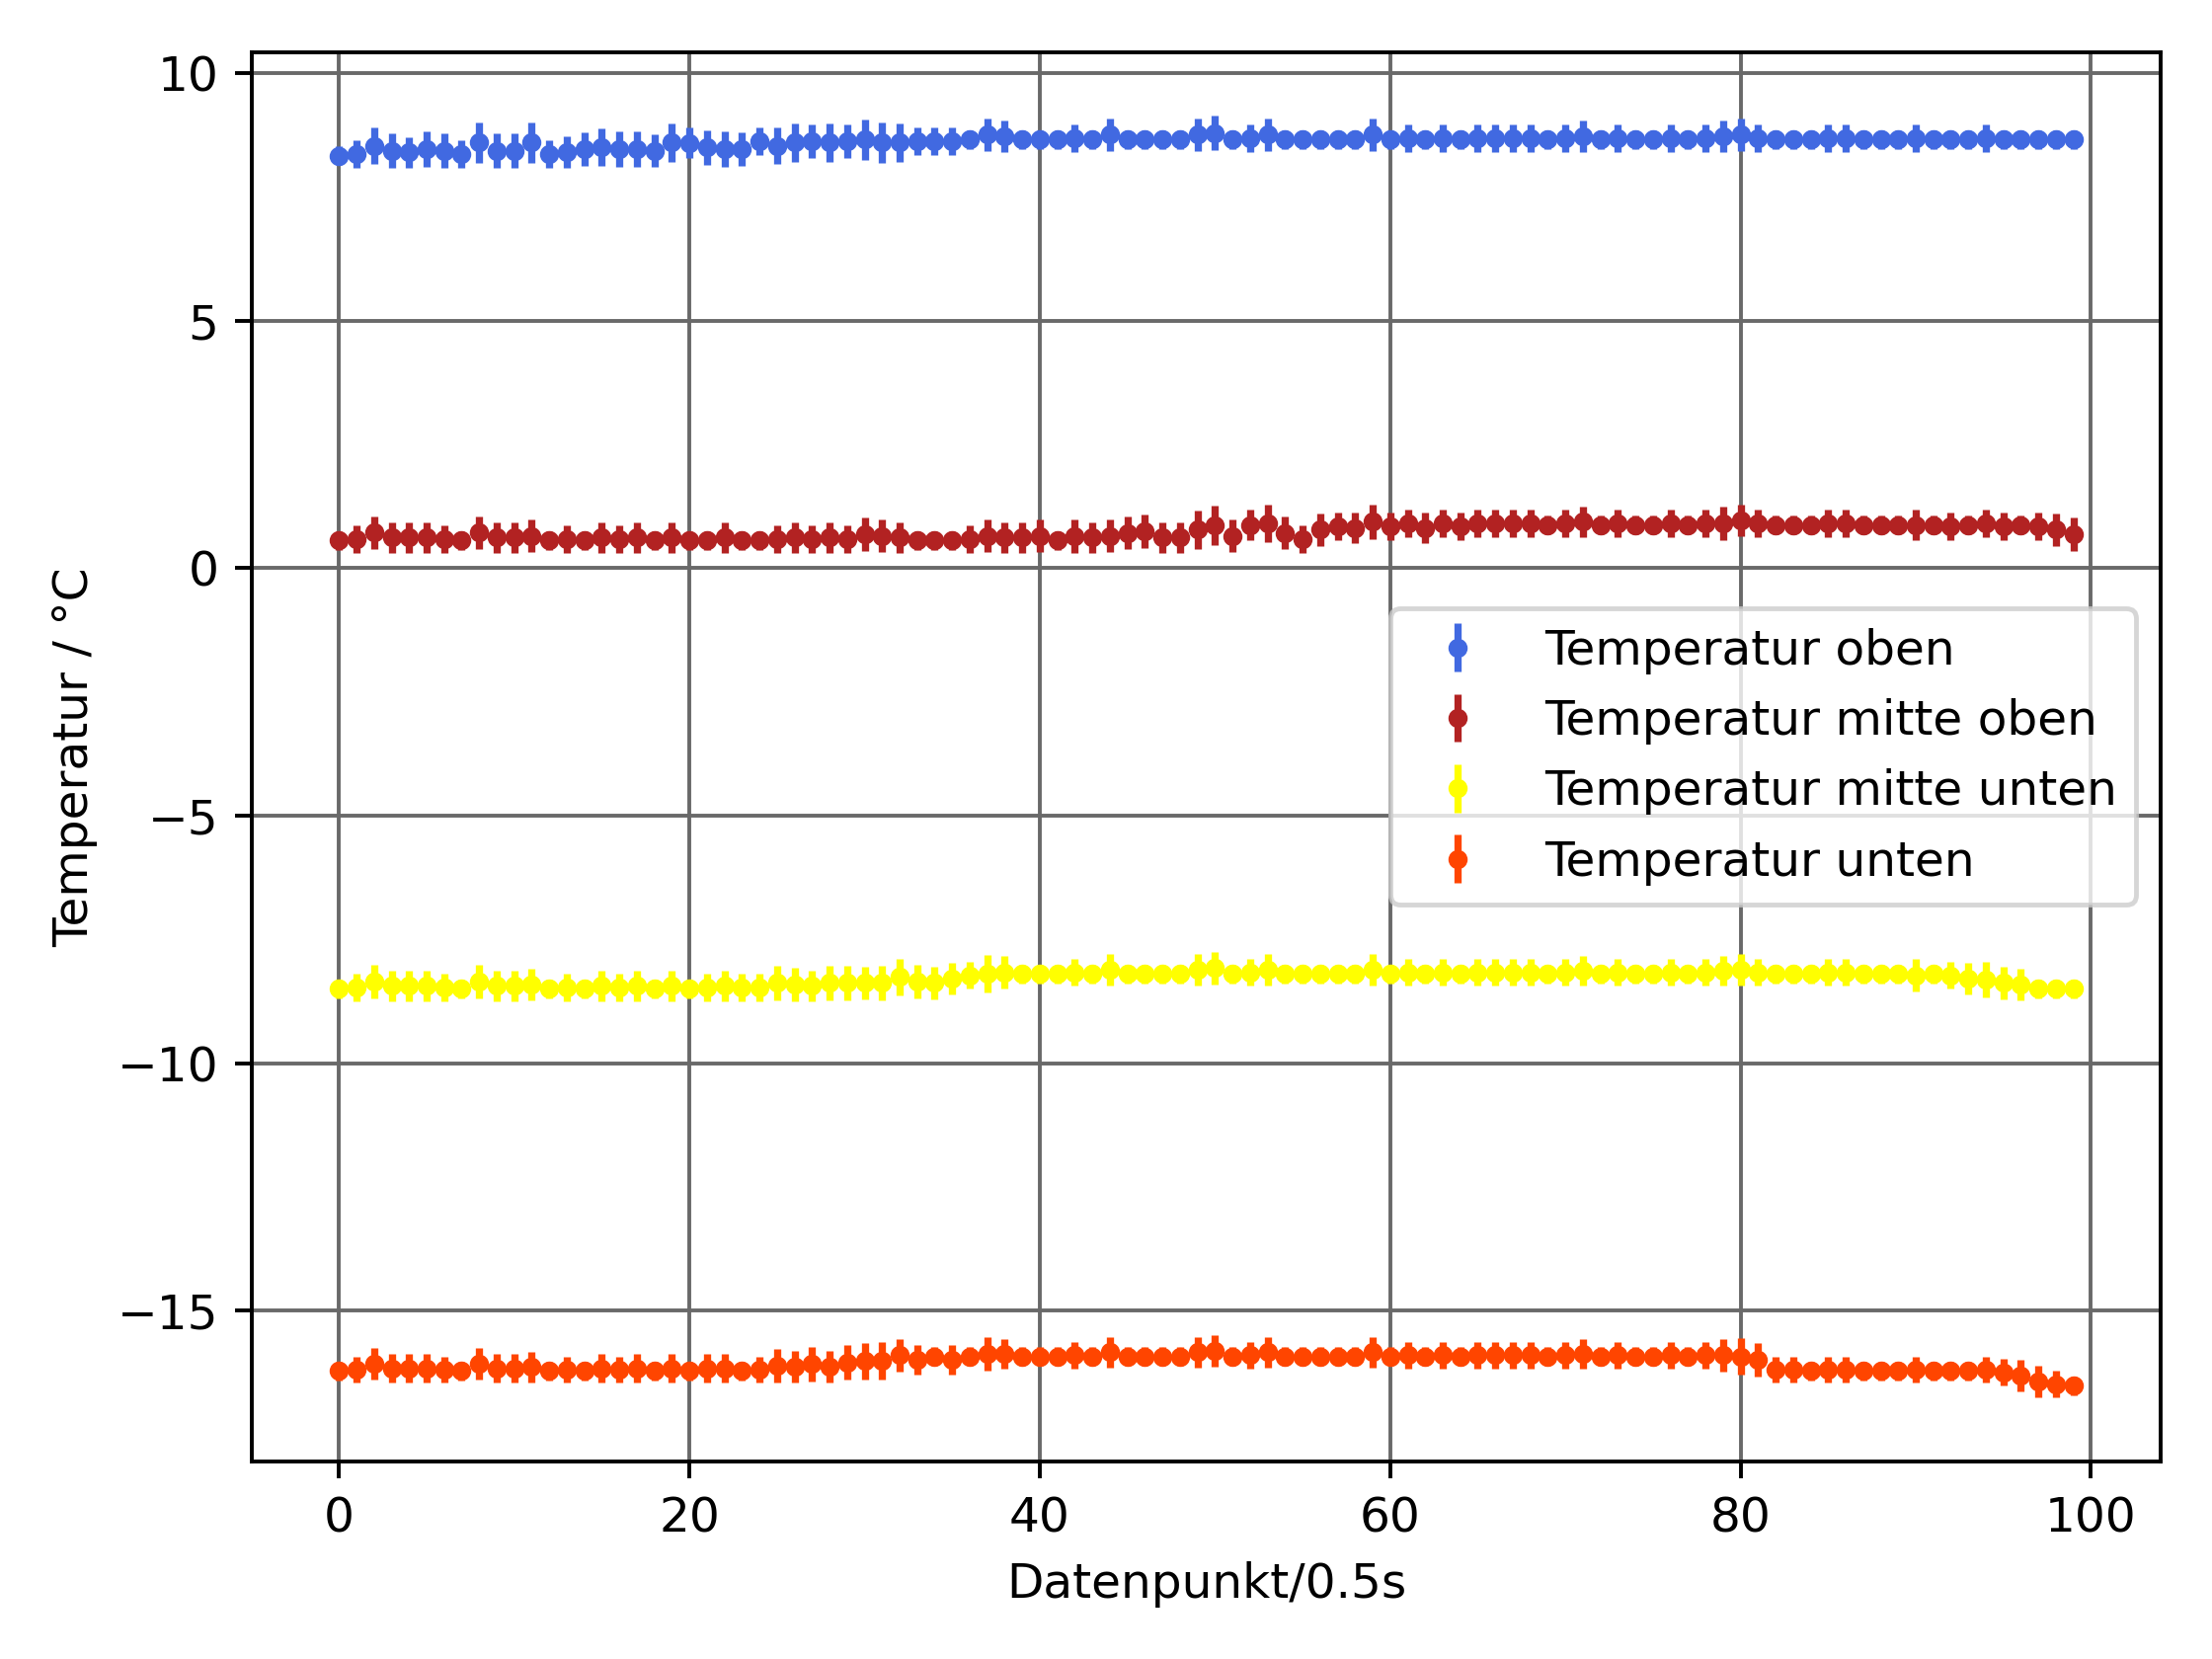 10
5
0
−5
−10
−15
Temperatur / °C
Temperatur oben
Temperatur mitte oben
Temperatur mitte unten
Temperatur unten
0 20 40 60 80 100
Datenpunkt/0.5s